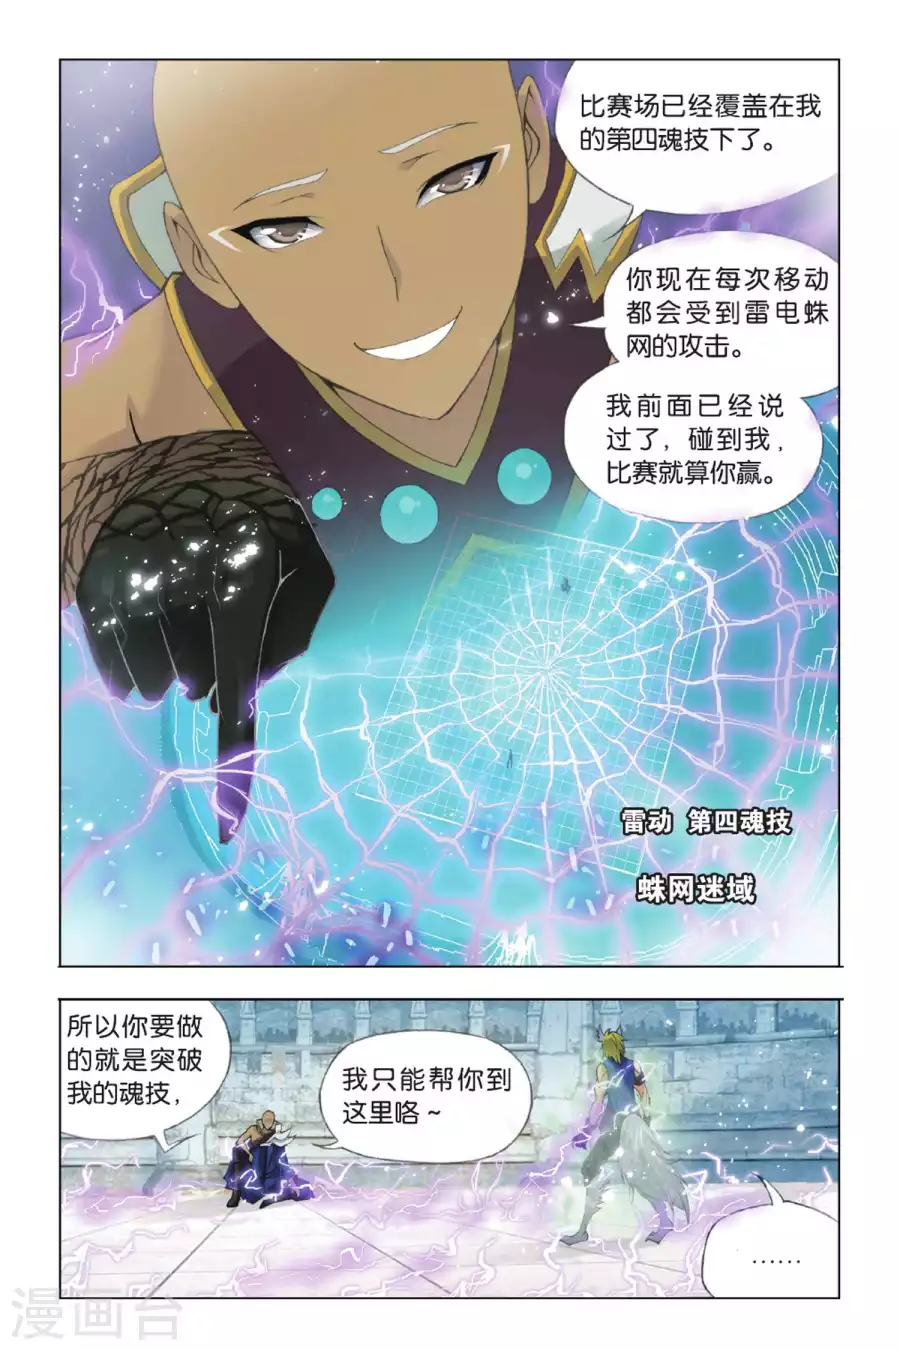 比赛场已经覆盖在我
的第四魂技下了。
你现在每次移动
都会受到雷电蛛
网的攻击。
我前面已经说
过了，碰到我，
比赛就算你赢。
雷动 第四魂技
蛛网迷域
所以你要做
的就是突破
我的魂技，
我只能帮你到
这里咯～
……
漫画台